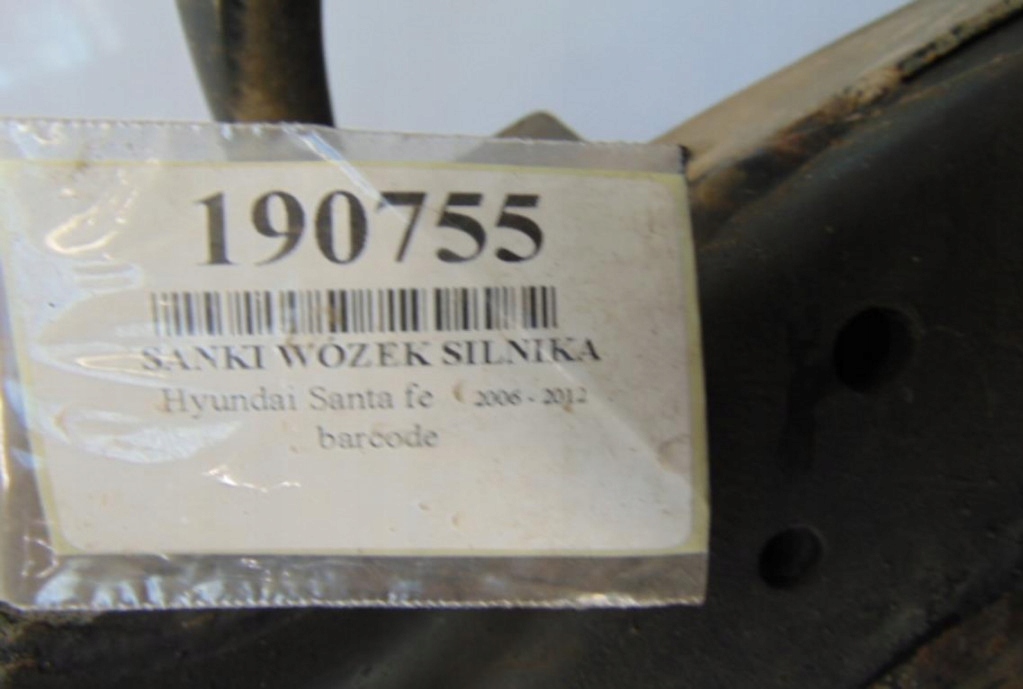 190755
SANKI WÓZEK SILNIKA
Hyundai Santa fe 2006 - 2012
barcode